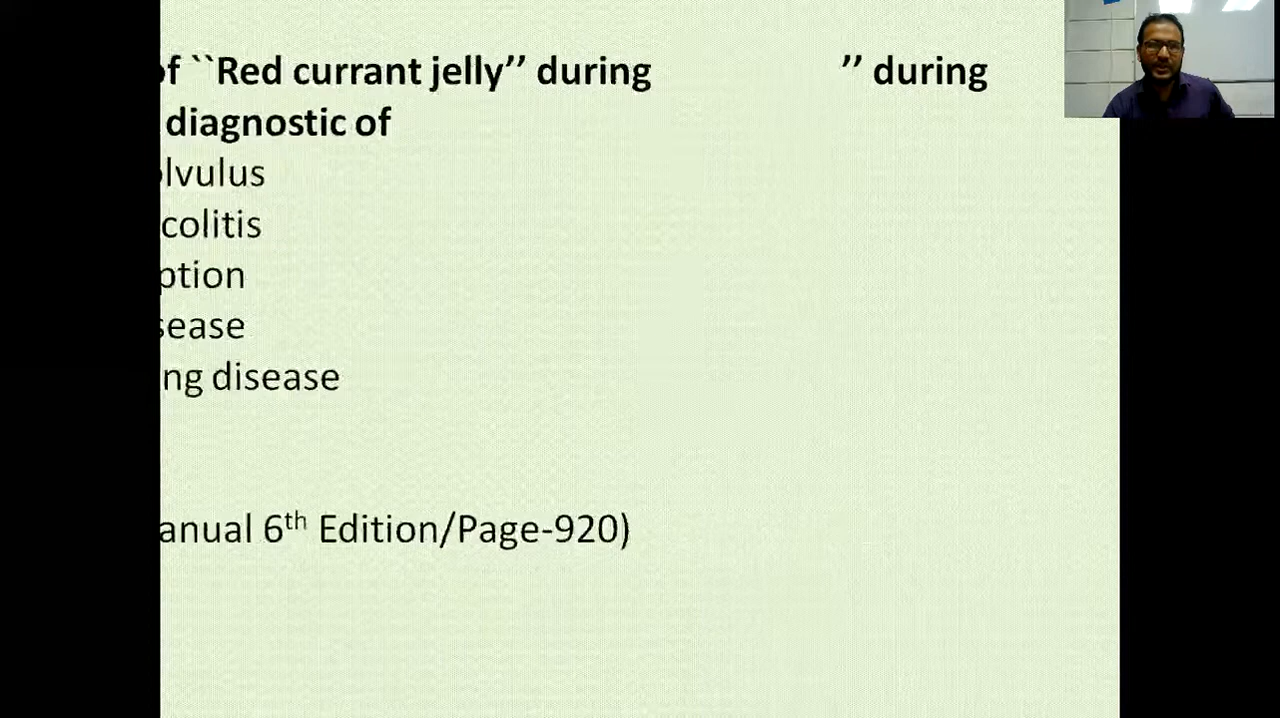 of ``Red currant jelly’’ during ’’ during
diagnostic of
lvulus
colitis
ption
sease
ng disease
anual 6th Edition/Page-920)